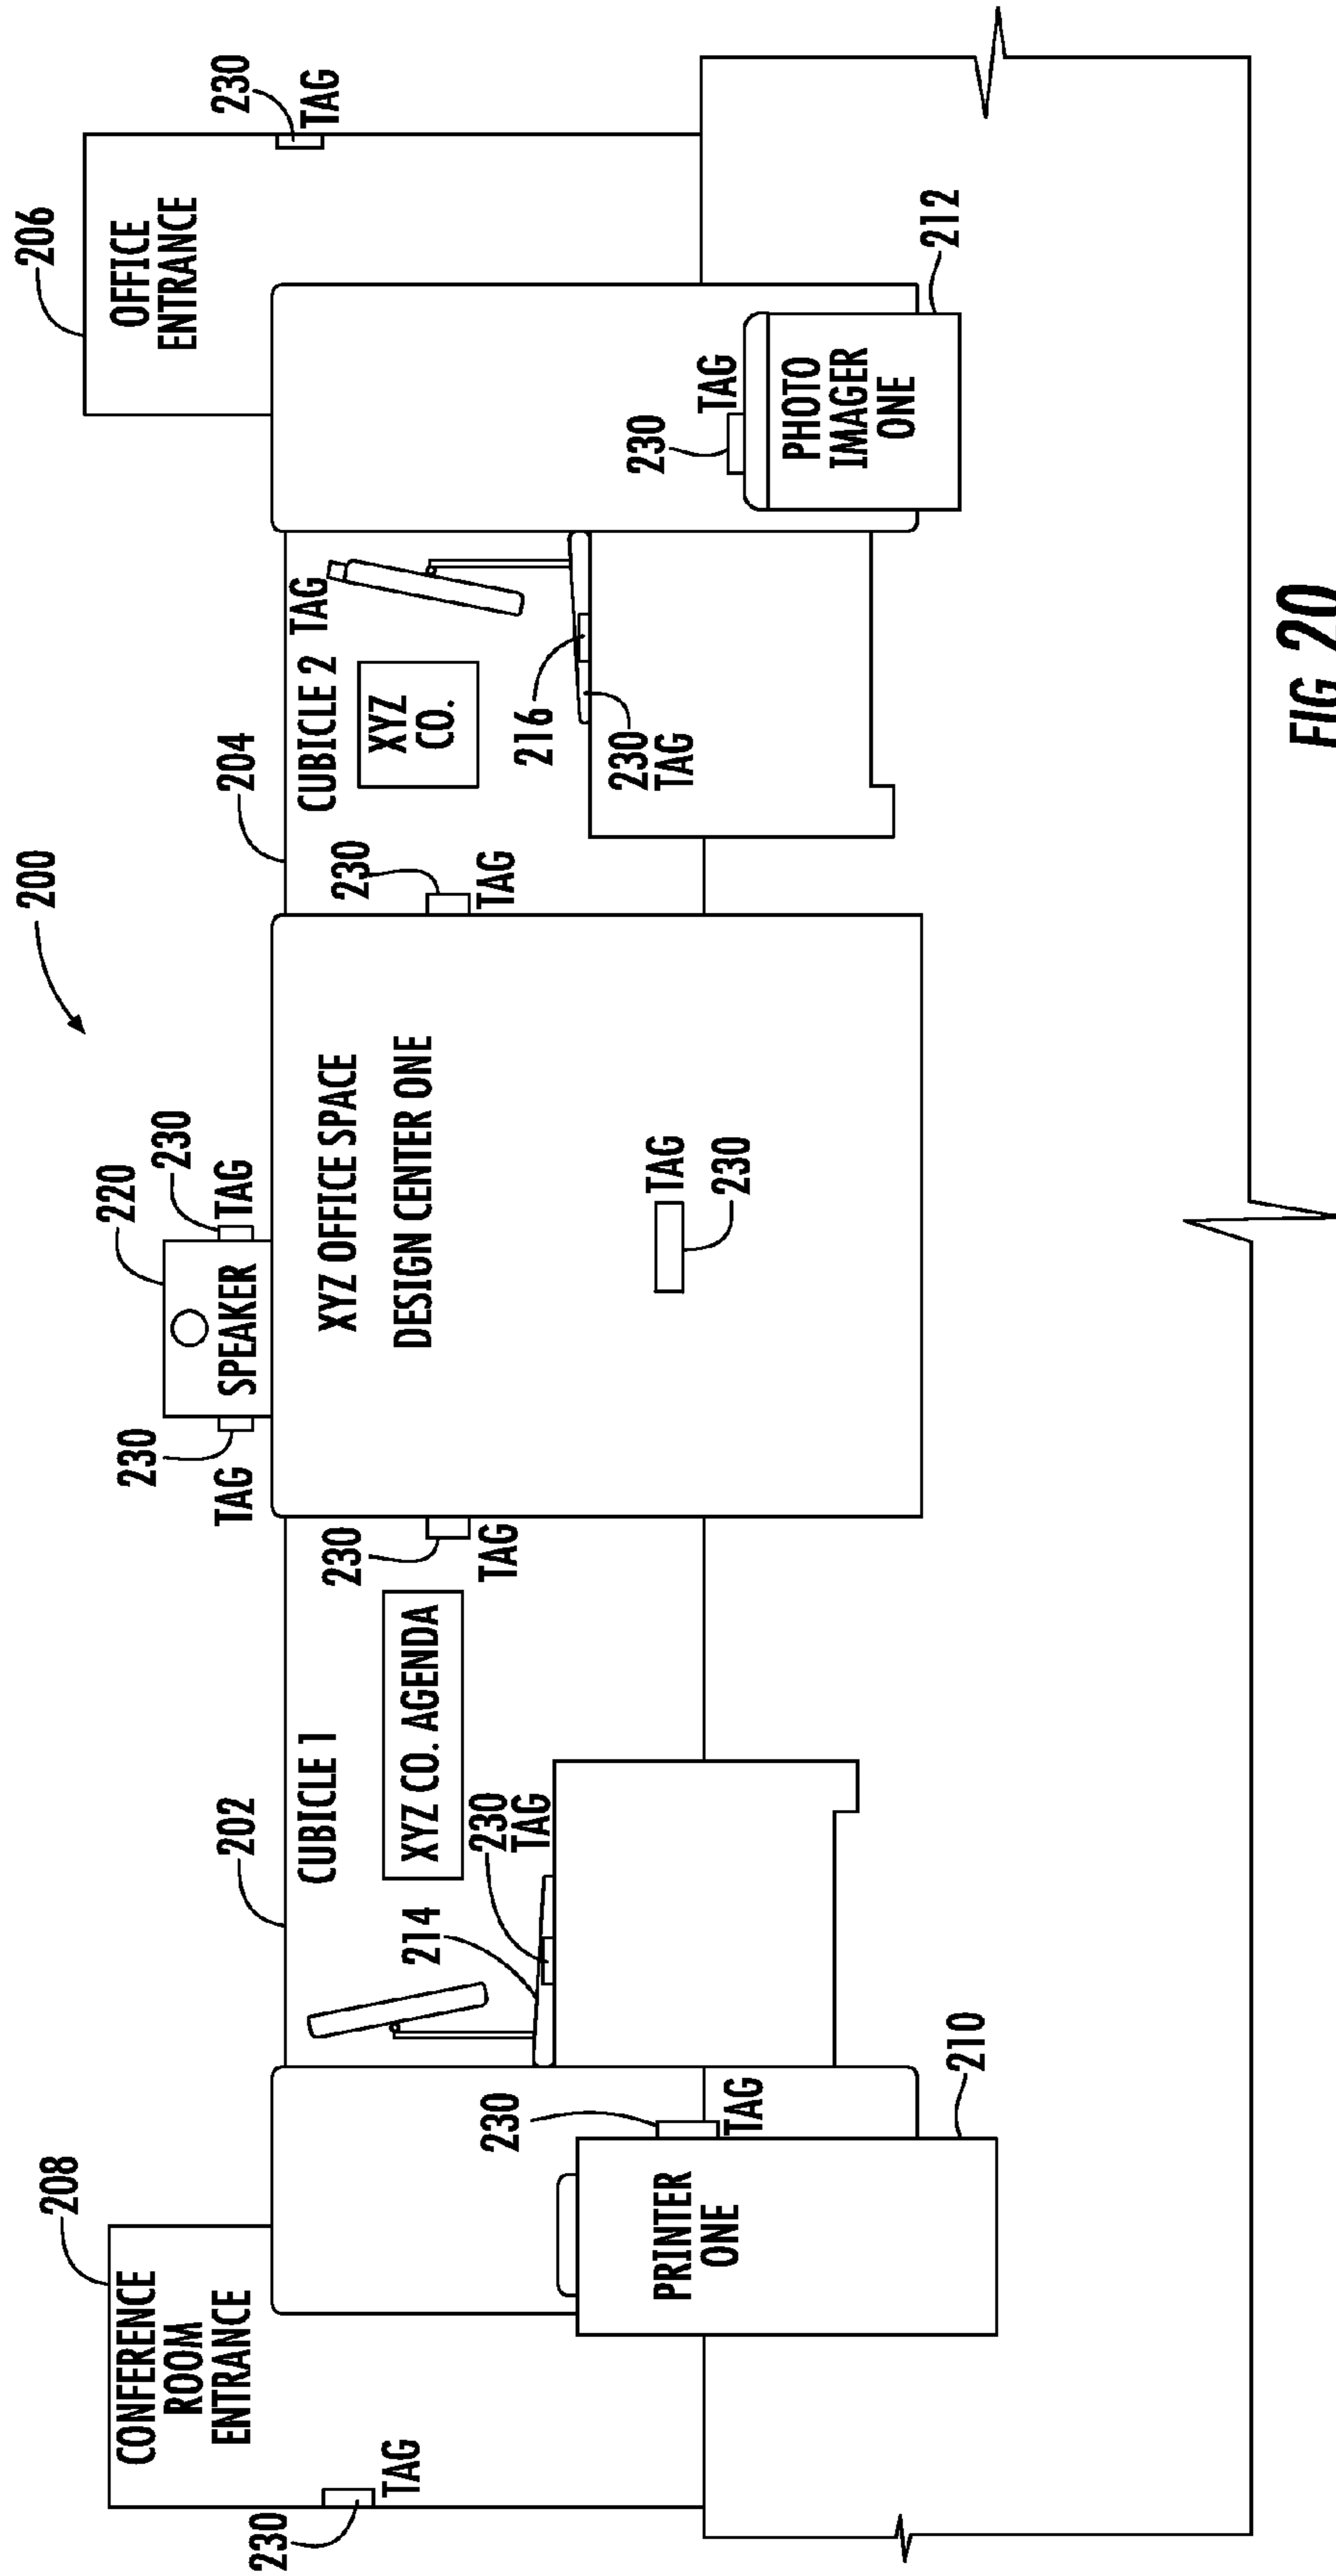 200
208
CONFERENCE
ROOM
ENTRANCE
230
TAG
202
CUBICLE 1
XYZ CO. AGENDA
214
230
TAG
230
TAG
PRINTER
ONE
210
230
TAG
230
TAG
220
SPEAKER
230
TAG
XYZ OFFICE SPACE
DESIGN CENTER ONE
TAG
230
230
TAG
204
CUBICLE 2
TAG
XYZ
CO.
216
230
TAG
206
OFFICE
ENTRANCE
230
TAG
230
TAG
PHOTO
IMAGER
ONE
212
FIG. 20